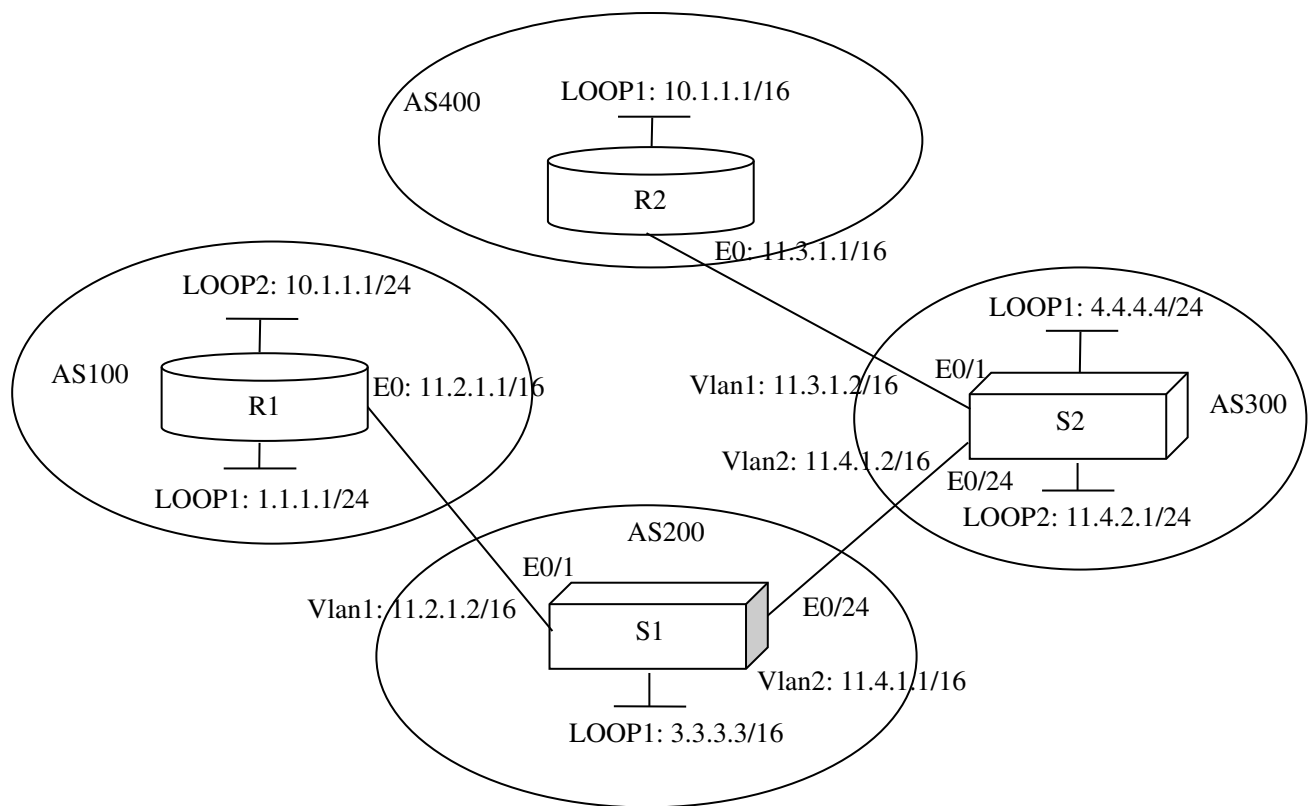 LOOP1: 10.1.1.1/16
AS400
R2
E0: 11.3.1.1/16
LOOP2: 10.1.1.1/24
AS100
E0: 11.2.1.1/16
R1
LOOP1: 1.1.1.1/24
LOOP1: 4.4.4.4/24
E0/1
Vlan1: 11.3.1.2/16
AS300
S2
Vlan2: 11.4.1.2/16
E0/24
LOOP2: 11.4.2.1/24
AS200
E0/1
Vlan1: 11.2.1.2/16
E0/24
S1
Vlan2: 11.4.1.1/16
LOOP1: 3.3.3.3/16